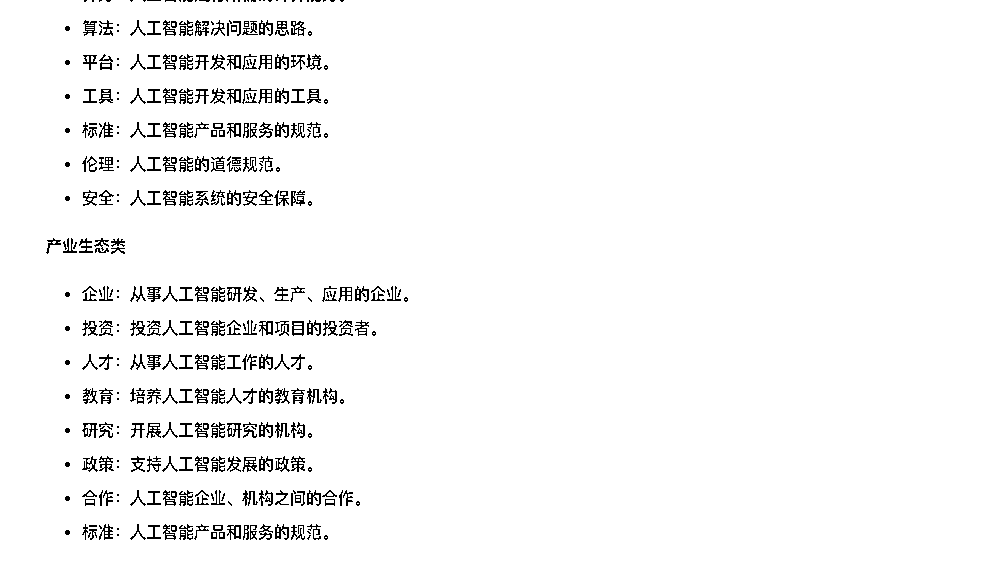 • 算法：人工智能解决问题的思路。
• 平台：人工智能开发和应用的环境。
• 工具：人工智能开发和应用的工具。
• 标准：人工智能产品和服务的规范。
• 伦理：人工智能的道德规范。
• 安全：人工智能系统的安全保障。
产业生态类
• 企业：从事人工智能研发、生产、应用的企业。
• 投资：投资人工智能企业和项目的投资者。
• 人才：从事人工智能工作的人才。
• 教育：培养人工智能人才的教育机构。
• 研究：开展人工智能研究的机构。
• 政策：支持人工智能发展的政策。
• 合作：人工智能企业、机构之间的合作。
• 标准：人工智能产品和服务的规范。